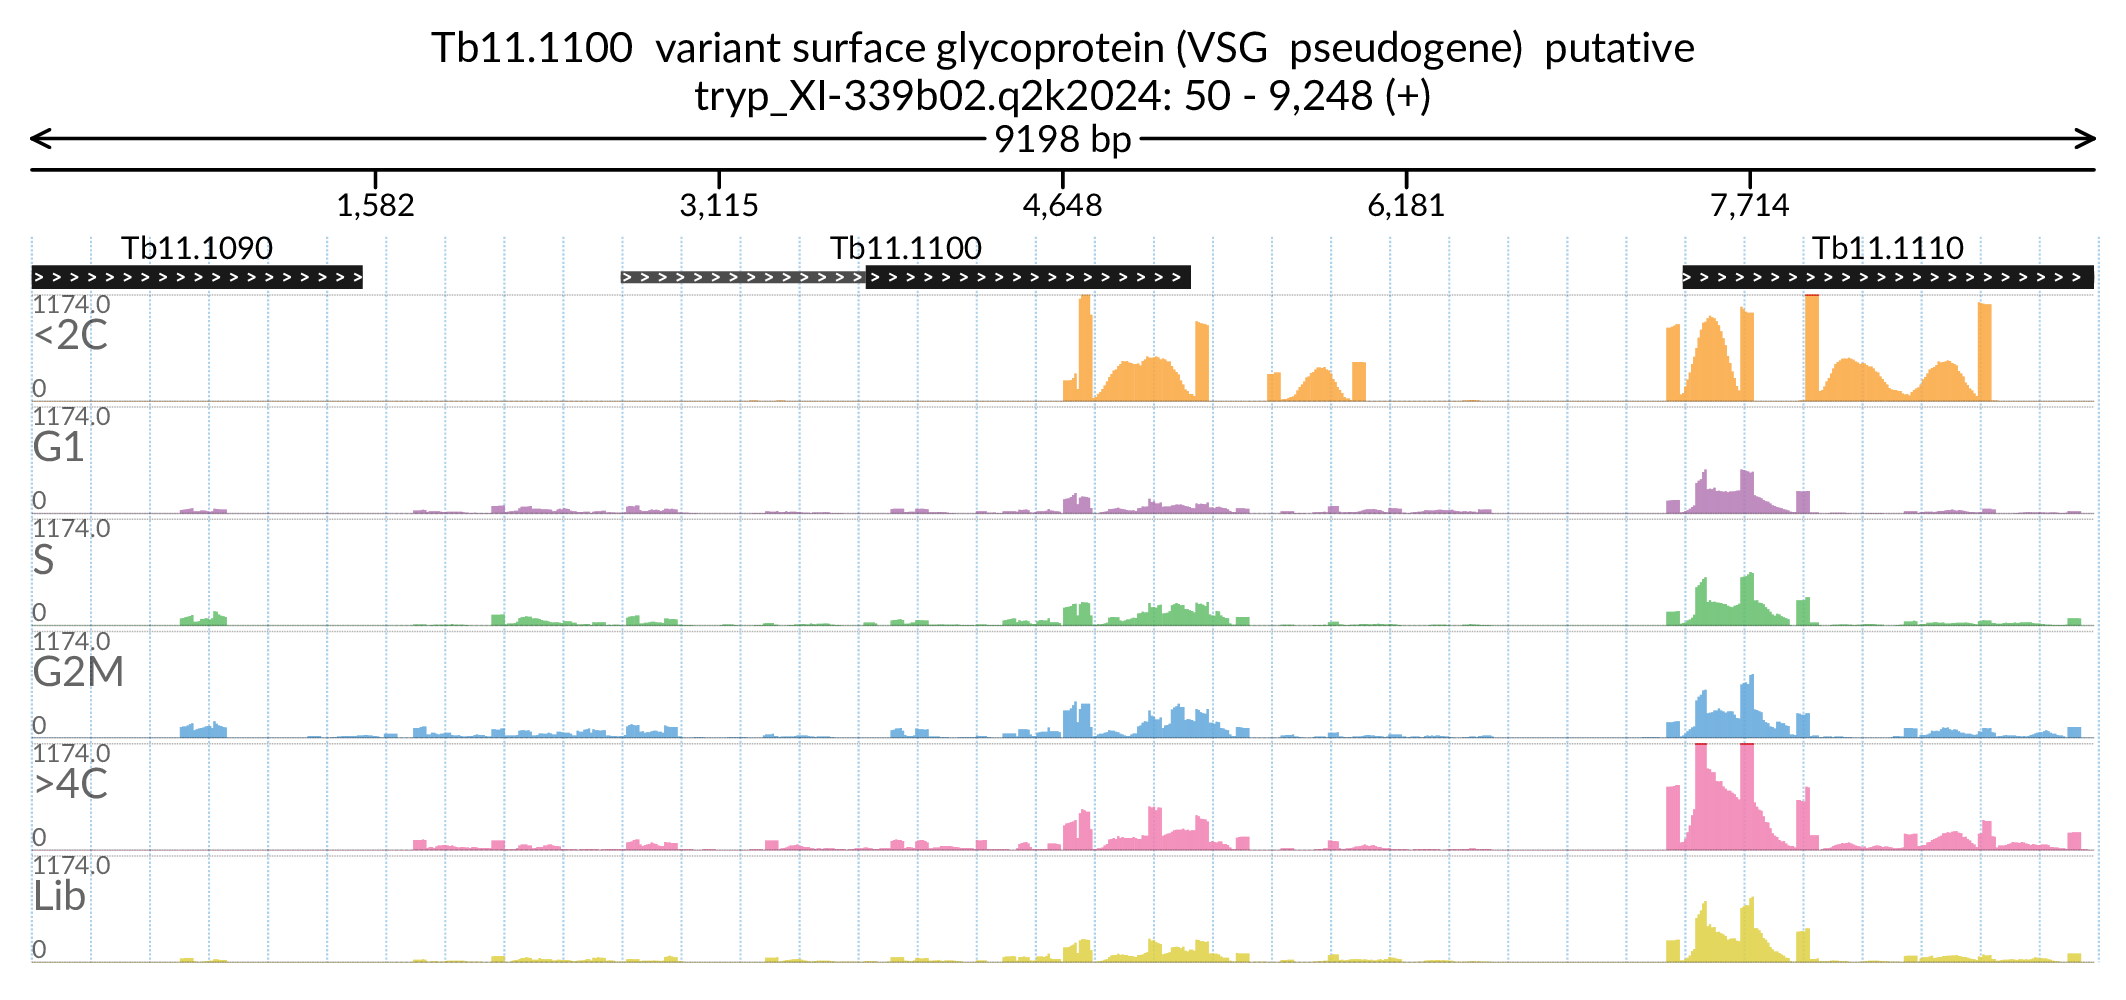 Tb11.1100 variant surface glycoprotein (VSG pseudogene) putative
tryp_XI-339b02.q2k2024: 50 - 9,248 (+)
9198 bp
1,582 3,115 4,648 6,181 7,714
Tb11.1090 Tb11.1100 Tb11.1110
1174.0
<2C
0
1174.0
G1
0
1174.0
S
0
1174.0
G2M
0
1174.0
>4C
0
1174.0
Lib
0